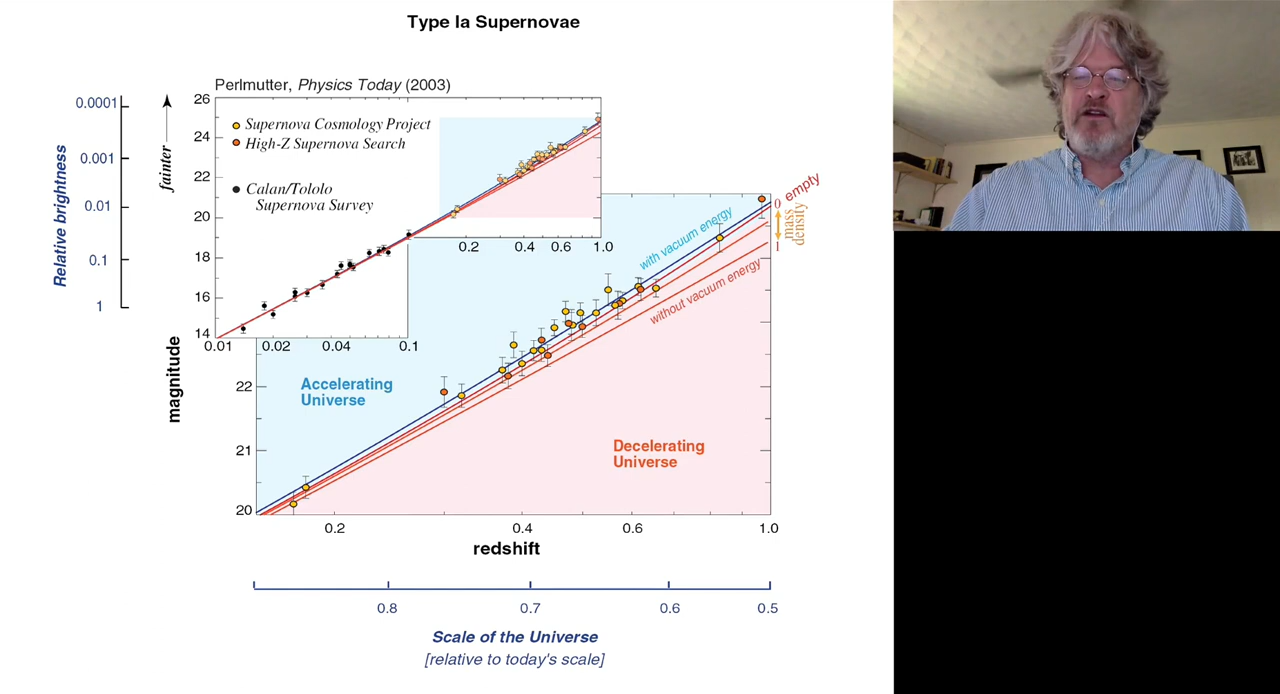 Type Ia Supernovae
Perlmutter, Physics Today (2003)
0.0001
0.001
0.01
0.1
1
Relative brightness
fainter
magnitude
26
24
22
20
18
16
14
Supernova Cosmology Project
High-Z Supernova Search
Calan/Tololo
Supernova Survey
0.2
0.4
0.6
1.0
0.01
0.02
0.04
0.1
empty
0
mass
density
1
with vacuum energy
without vacuum energy
22
21
20
Accelerating
Universe
Decelerating
Universe
0.2
0.4
0.6
1.0
redshift
0.8
0.7
0.6
0.5
Scale of the Universe
[relative to today's scale]